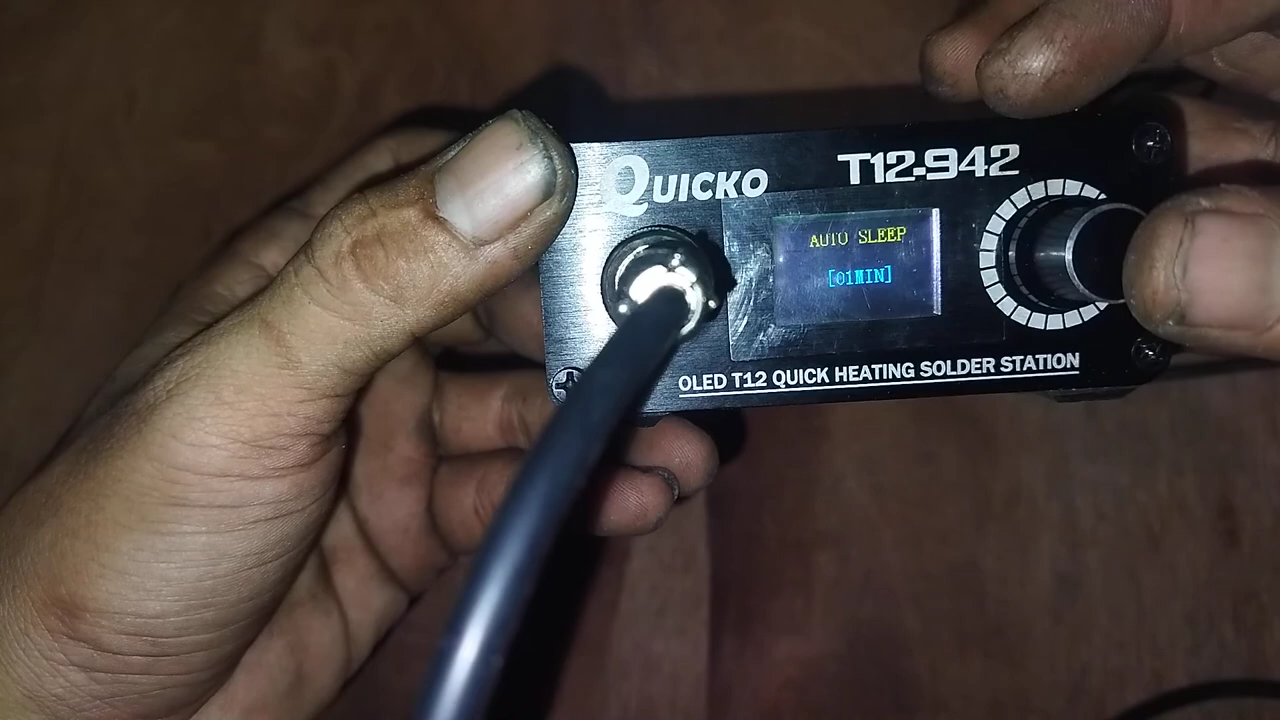 QUICKO
T12-942
AUTO SLEEP
[01MIN]
OLED T12 QUICK HEATING SOLDER STATION